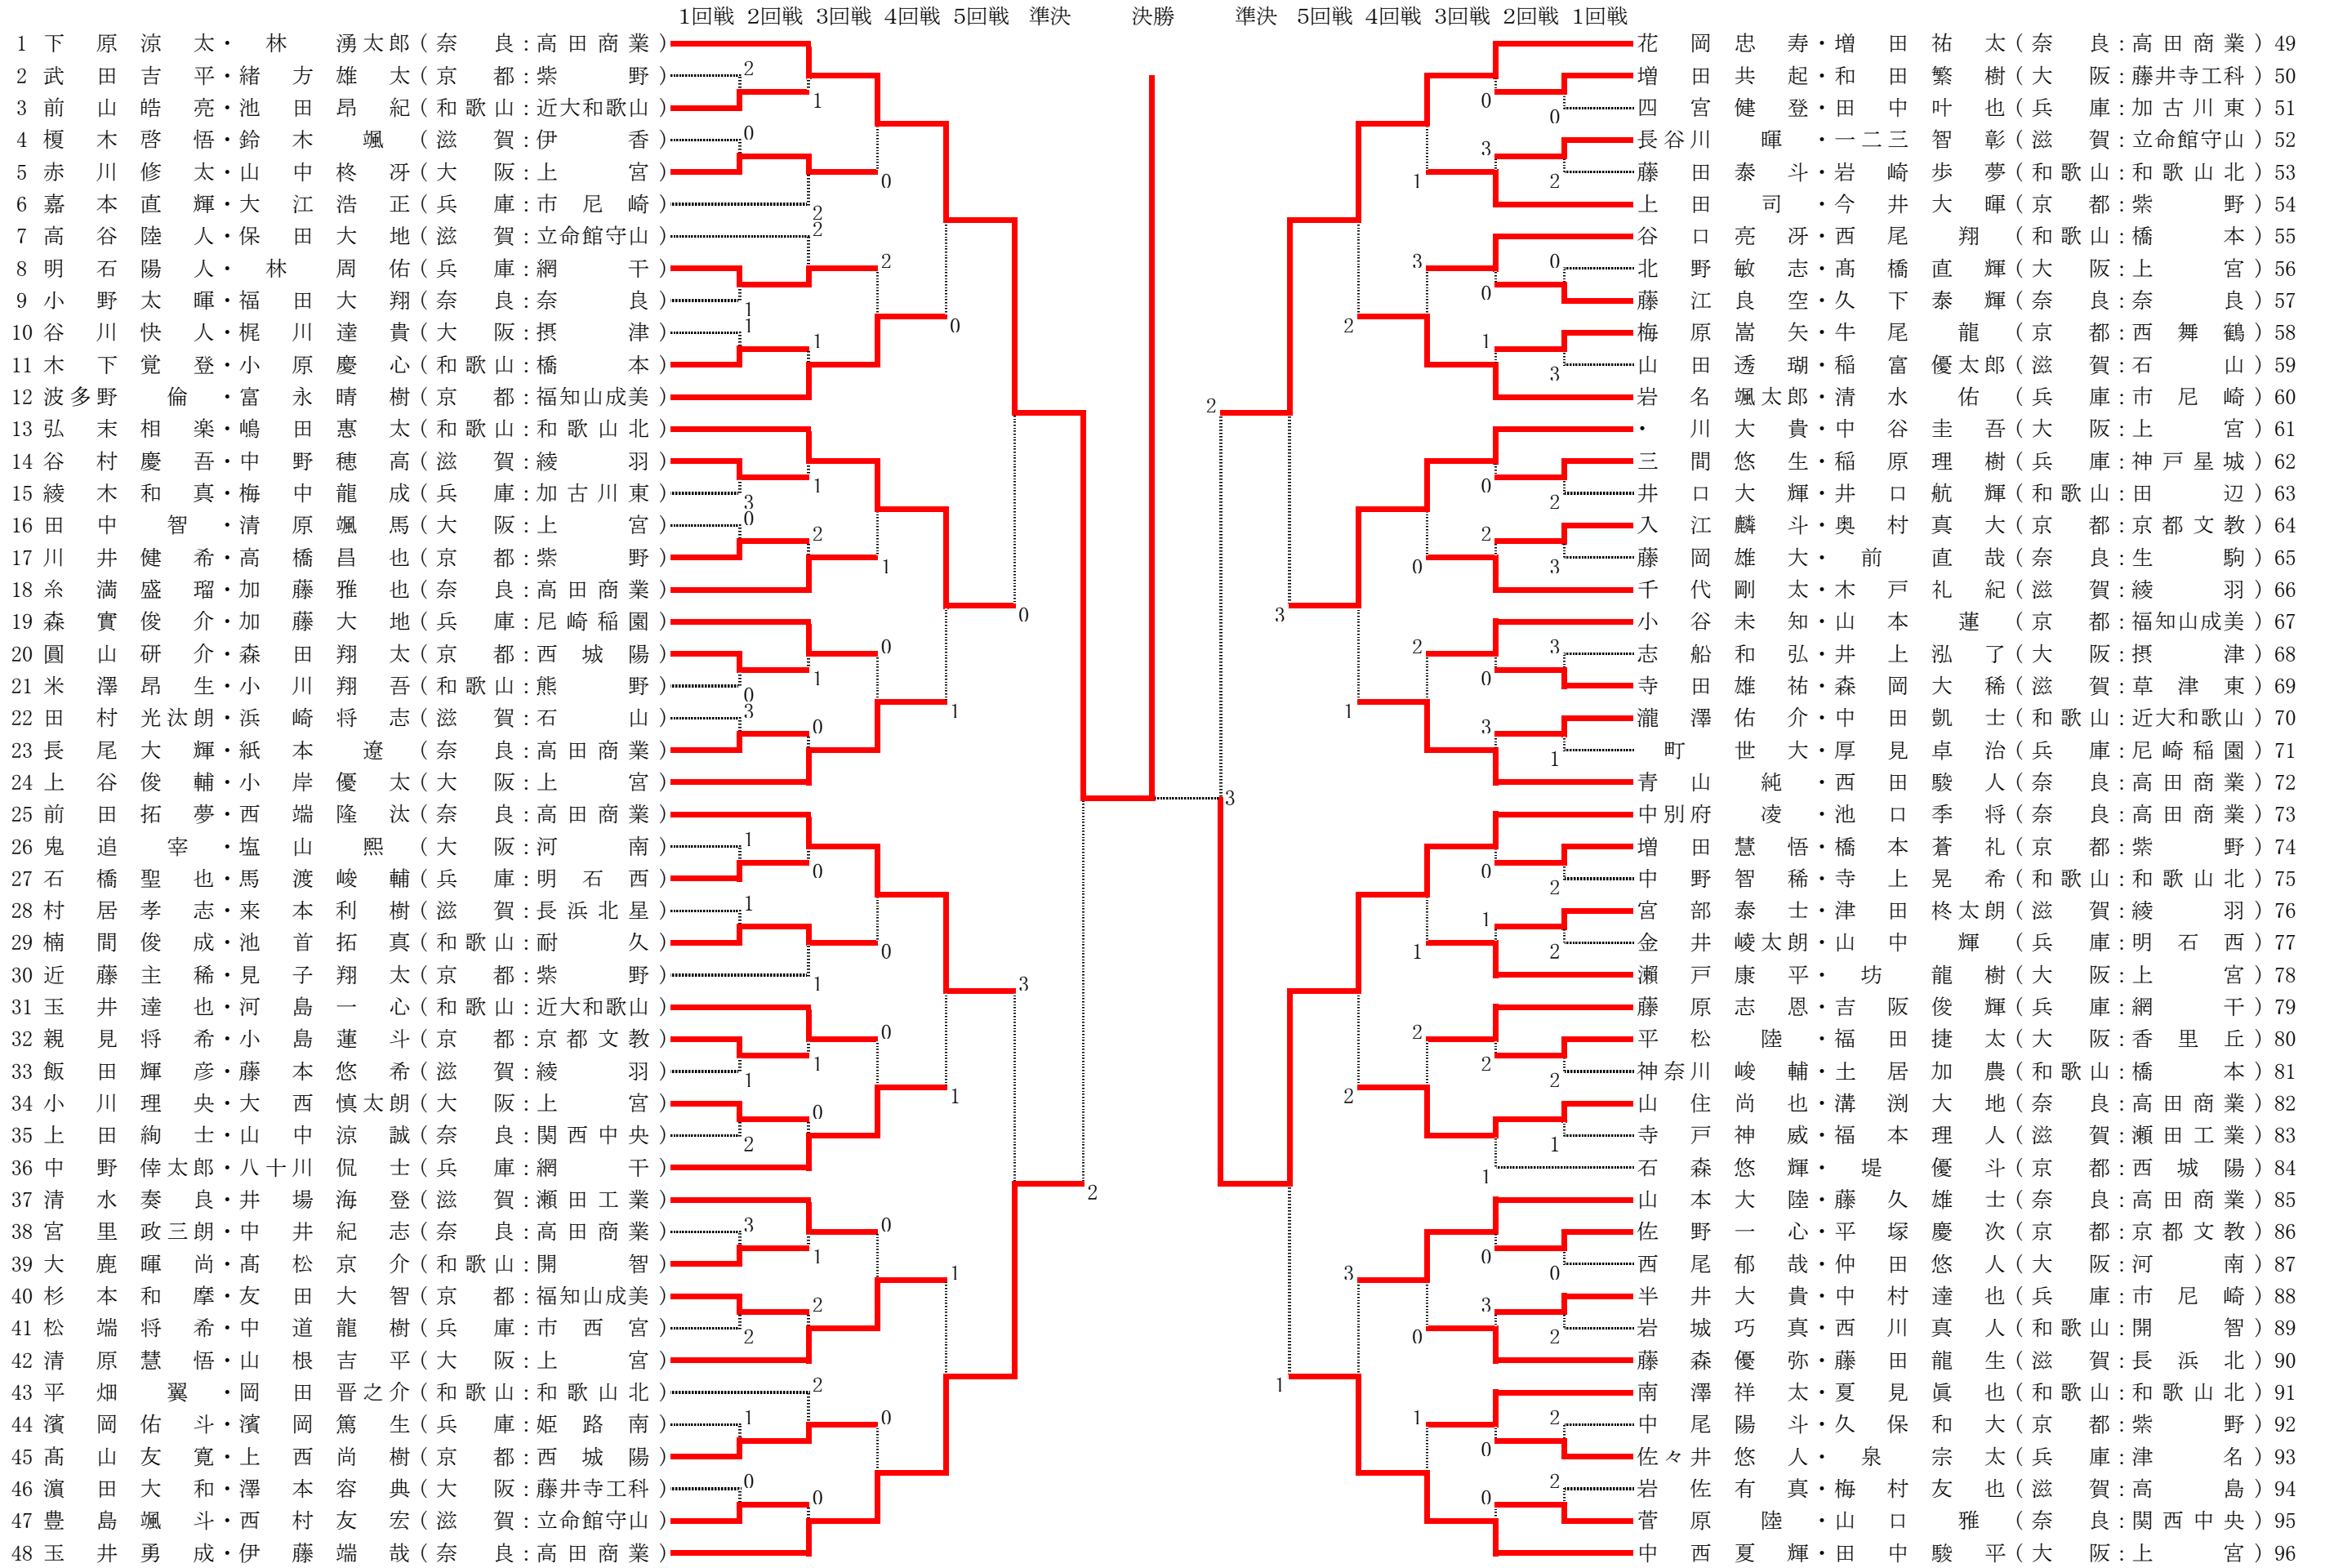 1回戦 2回戦 3回戦 4回戦 5回戦 準決 決勝 準決 5回戦 4回戦 3回戦 2回戦 1回戦
1 下原涼太・林湧太郎(奈良:高田商業)
2 武田吉平・緒方雄太(京都:紫野)
3 前山皓亮・池田昂紀(和歌山:近大和歌山)
4 榎木啓悟・鈴木颯(滋賀:伊香)
5 赤川修太・山中柊冴(大阪:上宮)
6 嘉本直輝・大江浩正(兵庫:市尼崎)
7 高谷陸人・保田大地(滋賀:立命館守山)
8 明石陽人・林周佑(兵庫:網干)
9 小野太暉・福田大翔(奈良:奈良)
10 谷川快人・梶川達貴(大阪:摂津)
11 木下覚登・小原慶心(和歌山:橋本)
12 波多野倫・富永晴樹(京都:福知山成美)
13 弘末相楽・嶋田惠太(和歌山:和歌山北)
14 谷村慶吾・中野穂高(滋賀:綾羽)
15 綾木和真・梅中龍成(兵庫:加古川東)
16 田中智・清原颯馬(大阪:上宮)
17 川井健希・高橋昌也(京都:紫野)
18 糸満盛瑠・加藤雅也(奈良:高田商業)
19 森實俊介・加藤大地(兵庫:尼崎稲園)
20 圓山研介・森田翔太(京都:西城陽)
21 米澤昂生・小川翔吾(和歌山:熊野)
22 田村光汰朗・浜崎将志(滋賀:石山)
23 長尾大輝・紙本遼(奈良:高田商業)
24 上谷俊輔・小岸優太(大阪:上宮)
25 前田拓夢・西端隆汰(奈良:高田商業)
26 鬼追宰・塩山熙(大阪:河南)
27 石橋聖也・馬渡峻輔(兵庫:明石西)
28 村居孝志・来本利樹(滋賀:長浜北星)
29 楠間俊成・池首拓真(和歌山:耐久)
30 近藤主稀・見子翔太(京都:紫野)
31 玉井達也・河島一心(和歌山:近大和歌山)
32 親見将希・小島蓮斗(京都:京都文教)
33 飯田輝彦・藤本悠希(滋賀:綾羽)
34 小川理央・大西慎太朗(大阪:上宮)
35 上田絢士・山中涼誠(奈良:関西中央)
36 中野倖太郎・八十川侃士(兵庫:網干)
37 清水奏良・井場海登(滋賀:瀬田工業)
38 宮里政三朗・中井紀志(奈良:高田商業)
39 大鹿暉尚・髙松京介(和歌山:開智)
40 杉本和摩・友田大智(京都:福知山成美)
41 松端将希・中道龍樹(兵庫:市西宮)
42 清原慧悟・山根吉平(大阪:上宮)
43 平畑翼・岡田晋之介(和歌山:和歌山北)
44 濱岡佑斗・濱岡篤生(兵庫:姫路南)
45 髙山友寛・上西尚樹(京都:西城陽)
46 濵田大和・澤本容典(大阪:藤井寺工科)
47 豊島颯斗・西村友宏(滋賀:立命館守山)
48 玉井勇成・伊藤端哉(奈良:高田商業)
花岡忠寿・増田祐太(奈良:高田商業)49
増田共起・和田繁樹(大阪:藤井寺工科)50
四宮健登・田中叶也(兵庫:加古川東)51
長谷川暉・一二三智彰(滋賀:立命館守山)52
藤田泰斗・岩崎歩夢(和歌山:和歌山北)53
上田司・今井大暉(京都:紫野)54
谷口亮冴・西尾翔(和歌山:橋本)55
北野敏志・髙橋直輝(大阪:上宮)56
藤江良空・久下泰輝(奈良:奈良)57
梅原嵩矢・牛尾龍(京都:西舞鶴)58
山田透瑚・稲富優太郎(滋賀:石山)59
岩名颯太郎・清水佑(兵庫:市尼崎)60
・川大貴・中谷圭吾(大阪:上宮)61
三間悠生・稲原理樹(兵庫:神戸星城)62
井口大輝・井口航輝(和歌山:田辺)63
入江麟斗・奥村真大(京都:京都文教)64
藤岡雄大・前直哉(奈良:生駒)65
千代剛太・木戸礼紀(滋賀:綾羽)66
小谷未知・山本蓮(京都:福知山成美)67
志船和弘・井上泓了(大阪:摂津)68
寺田雄祐・森岡大稀(滋賀:草津東)69
瀧澤佑介・中田凱士(和歌山:近大和歌山)70
町世大・厚見卓治(兵庫:尼崎稲園)71
青山純・西田駿人(奈良:高田商業)72
中別府凌・池口季将(奈良:高田商業)73
増田慧悟・橋本蒼礼(京都:紫野)74
中野智稀・寺上晃希(和歌山:和歌山北)75
宮部泰士・津田柊太朗(滋賀:綾羽)76
金井崚太朗・山中輝(兵庫:明石西)77
瀬戸康平・坊龍樹(大阪:上宮)78
藤原志恩・吉阪俊輝(兵庫:網干)79
平松陸・福田捷太(大阪:香里丘)80
神奈川峻輔・土居加農(和歌山:橋本)81
山住尚也・溝渕大地(奈良:高田商業)82
寺戸神威・福本理人(滋賀:瀬田工業)83
石森悠輝・堤優斗(京都:西城陽)84
山本大陸・藤久雄士(奈良:高田商業)85
佐野一心・平塚慶次(京都:京都文教)86
西尾郁哉・仲田悠人(大阪:河南)87
半井大貴・中村達也(兵庫:市尼崎)88
岩城巧真・西川真人(和歌山:開智)89
藤森優弥・藤田龍生(滋賀:長浜北)90
南澤祥太・夏見眞也(和歌山:和歌山北)91
中尾陽斗・久保和大(京都:紫野)92
佐々井悠人・泉宗太(兵庫:津名)93
岩佐有真・梅村友也(滋賀:高島)94
菅原陸・山口雅(奈良:関西中央)95
中西夏輝・田中駿平(大阪:上宮)96